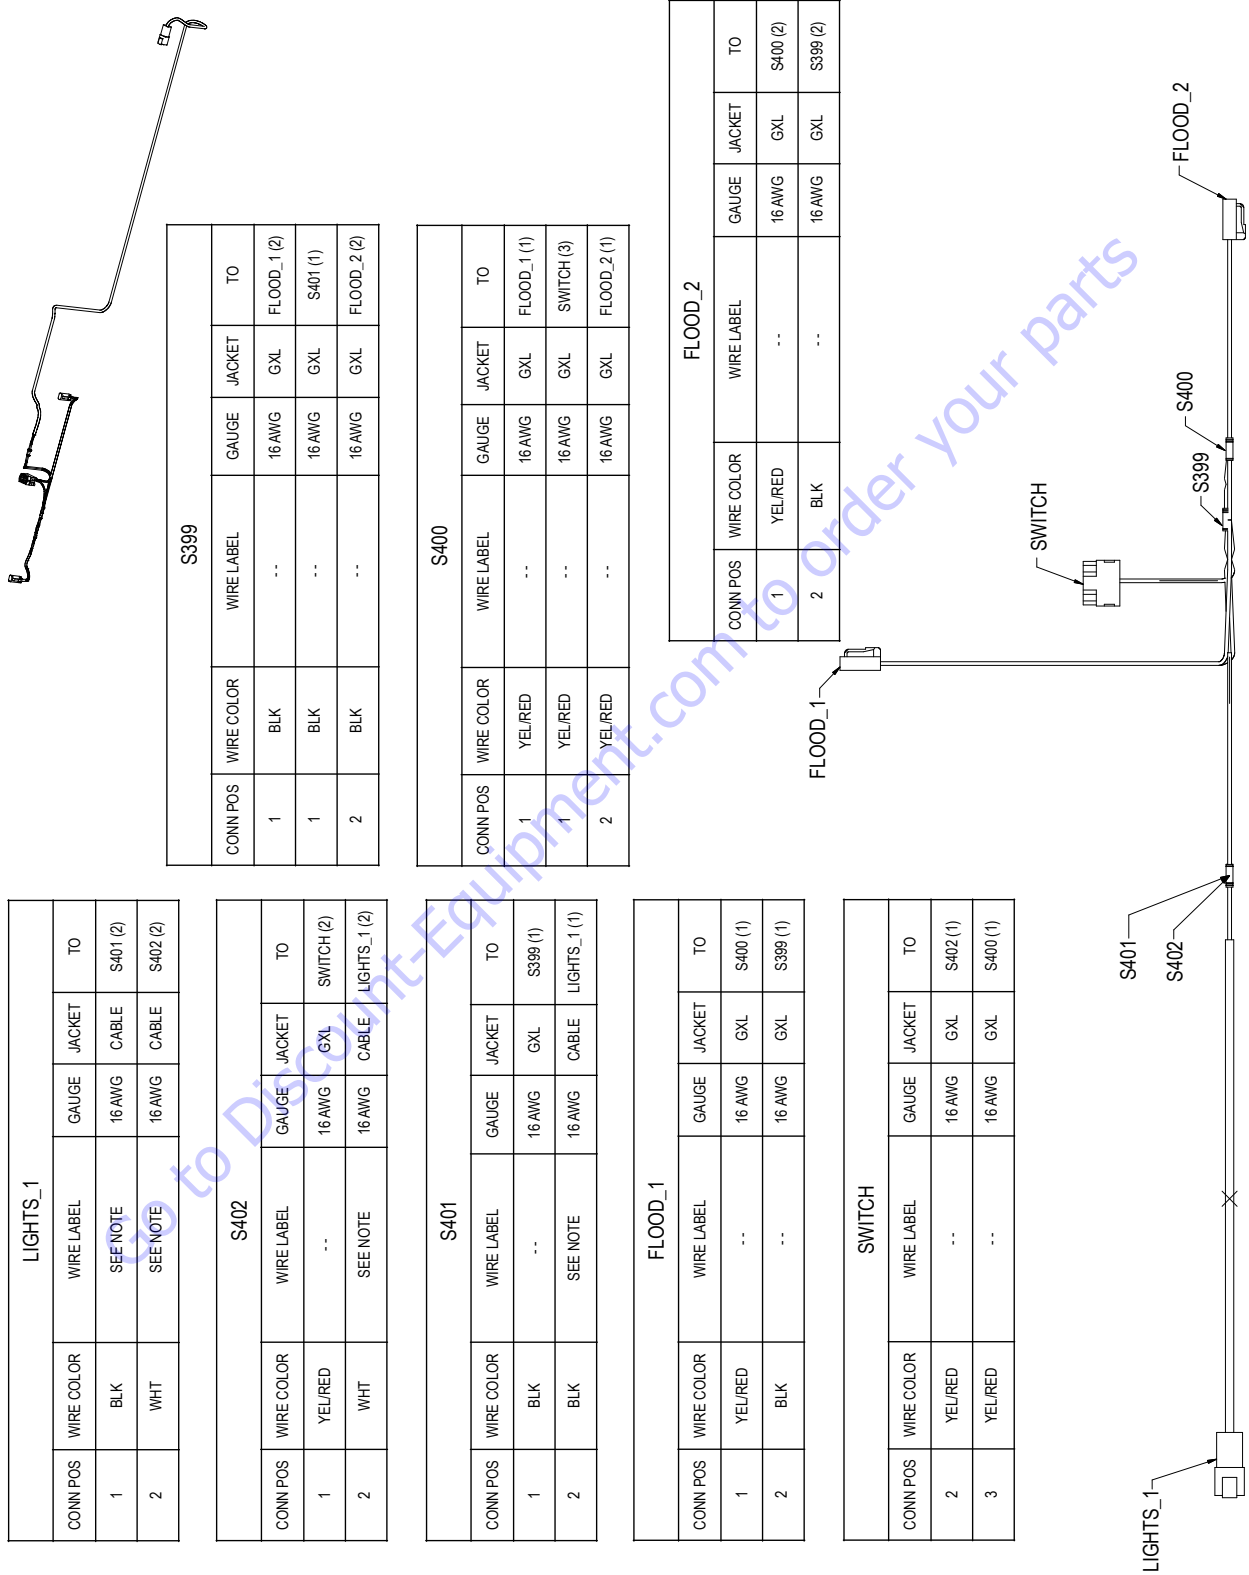 LIGHTS_1
CONN POS WIRE COLOR WIRE LABEL GAUGE JACKET TO
1 BLK SEE NOTE 16 AWG CABLE S401 (2)
2 WHT SEE NOTE 16 AWG CABLE S402 (2)
S402
CONN POS WIRE COLOR WIRE LABEL GAUGE JACKET TO
1 YEL/RED - - 16 AWG GXL SWITCH (2)
2 WHT SEE NOTE 16 AWG CABLE LIGHTS_1 (2)
S401
CONN POS WIRE COLOR WIRE LABEL GAUGE JACKET TO
1 BLK - - 16 AWG GXL S399 (1)
2 BLK SEE NOTE 16 AWG CABLE LIGHTS_1 (1)
FLOOD_1
CONN POS WIRE COLOR WIRE LABEL GAUGE JACKET TO
1 YEL/RED - - 16 AWG GXL S400 (1)
2 BLK - - 16 AWG GXL S399 (1)
SWITCH
CONN POS WIRE COLOR WIRE LABEL GAUGE JACKET TO
2 YEL/RED - - 16 AWG GXL S402 (1)
3 YEL/RED - - 16 AWG GXL S400 (1)
S399
CONN POS WIRE COLOR WIRE LABEL GAUGE JACKET TO
1 BLK - - 16 AWG GXL FLOOD_1 (2)
1 BLK - - 16 AWG GXL S401 (1)
2 BLK - - 16 AWG GXL FLOOD_2 (2)
S400
CONN POS WIRE COLOR WIRE LABEL GAUGE JACKET TO
1 YEL/RED - - 16 AWG GXL FLOOD_1 (1)
1 YEL/RED - - 16 AWG GXL SWITCH (3)
2 YEL/RED - - 16 AWG GXL FLOOD_2 (1)
FLOOD_2
CONN POS WIRE COLOR WIRE LABEL GAUGE JACKET TO
1 YEL/RED - - 16 AWG GXL S400 (2)
2 BLK - - 16 AWG GXL S399 (2)
FLOOD_1
SWITCH
S401
S402
S399
S400
FLOOD_2
LIGHTS_1
Go to Discount-Equipment.com to order your parts